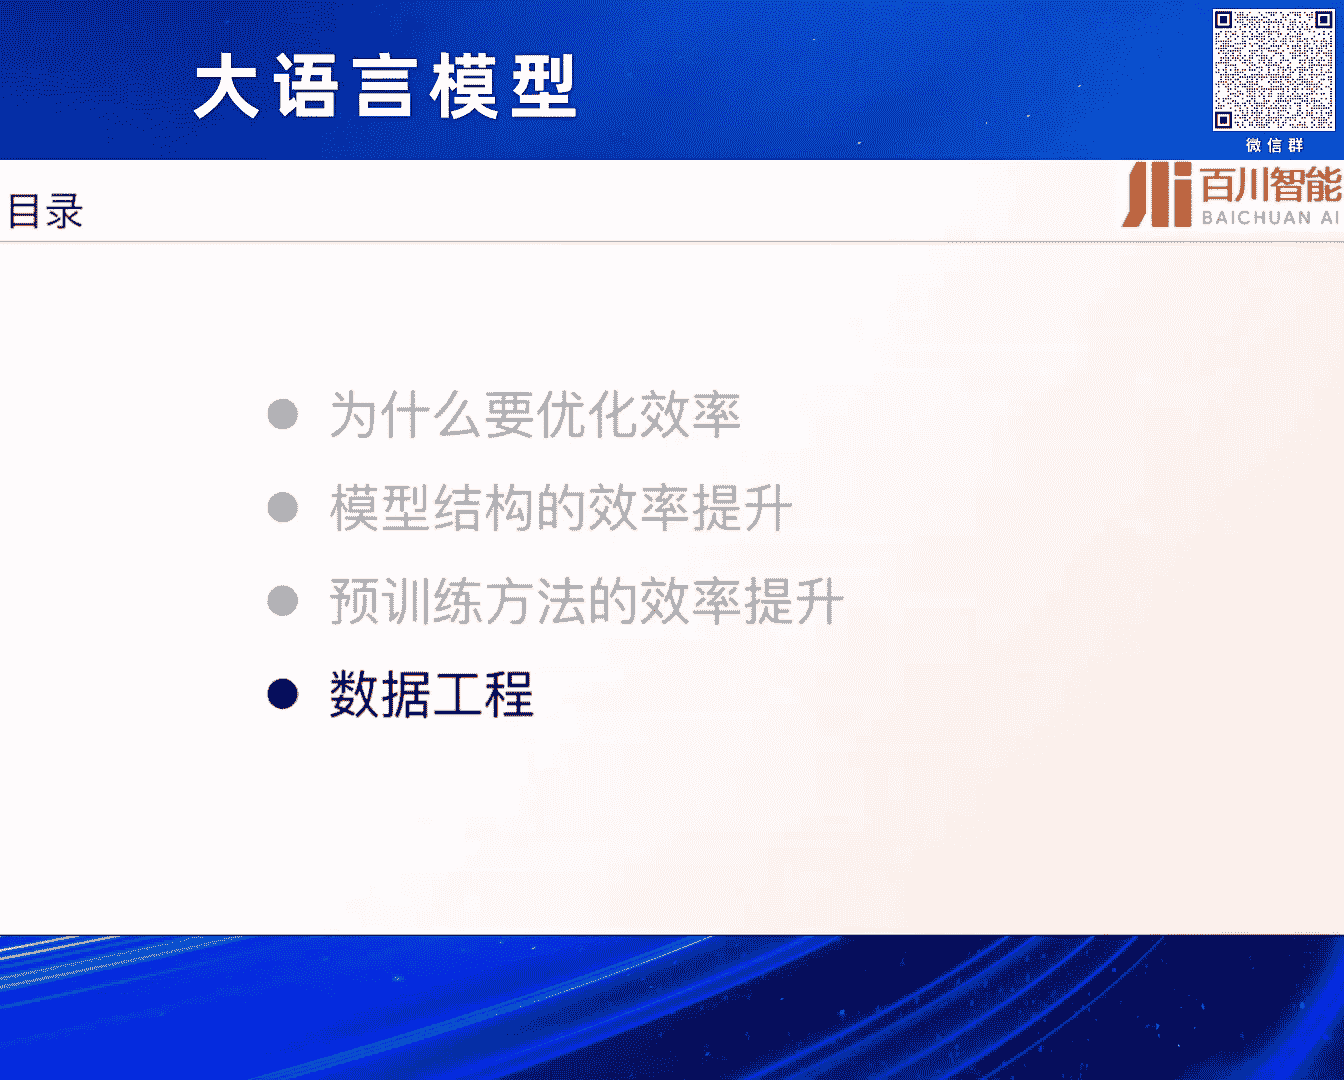 大语言模型
微信群
目录
百川智能
BAICHUAN AI
为什么要优化效率
模型结构的效率提升
预训练方法的效率提升
数据工程